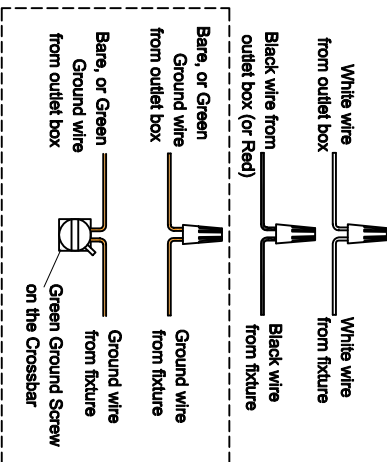 White wire
from outlet box
White wire
from fixture
Black wire from
outlet box (or Red)
Black wire
from fixture
Bare, or Green
Ground wire
from outlet box
Ground wire
from fixture
Bare, or Green
Ground wire
from outlet box
Ground wire
from fixture
Green Ground Screw
on the Crossbar